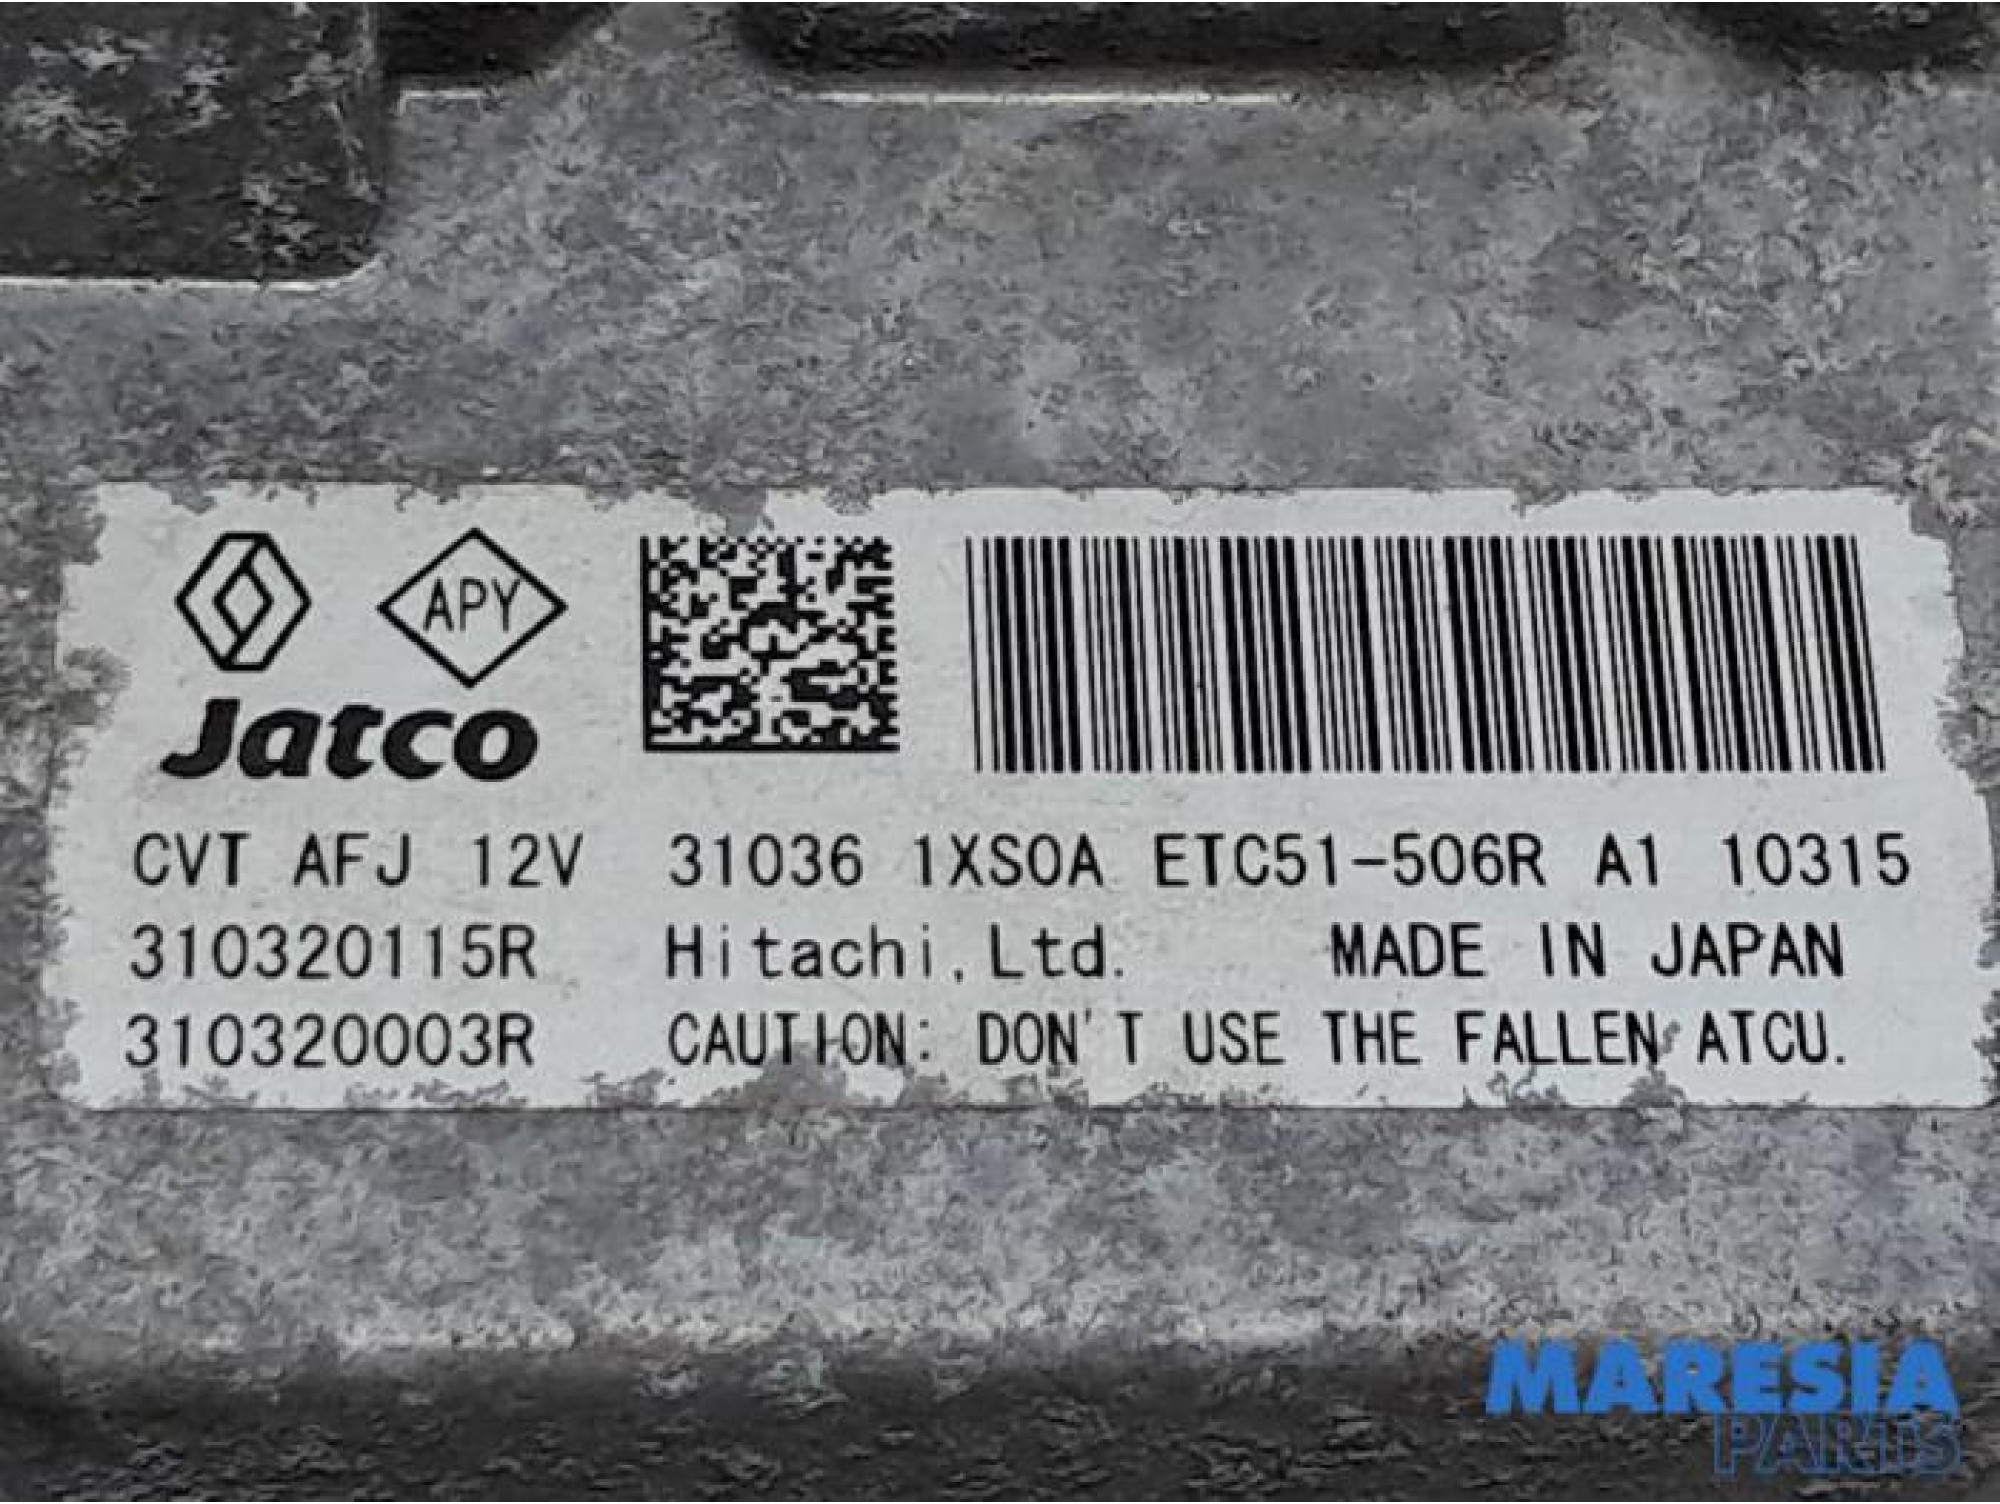 APY
Jatco
CVT AFJ 12V 31036 1XS0A ETC51-506R A1 10315
310320115R Hitachi,Ltd. MADE IN JAPAN
310320003R CAUTION: DON'T USE THE FALLEN ATCU.
MARESIA
PARTS